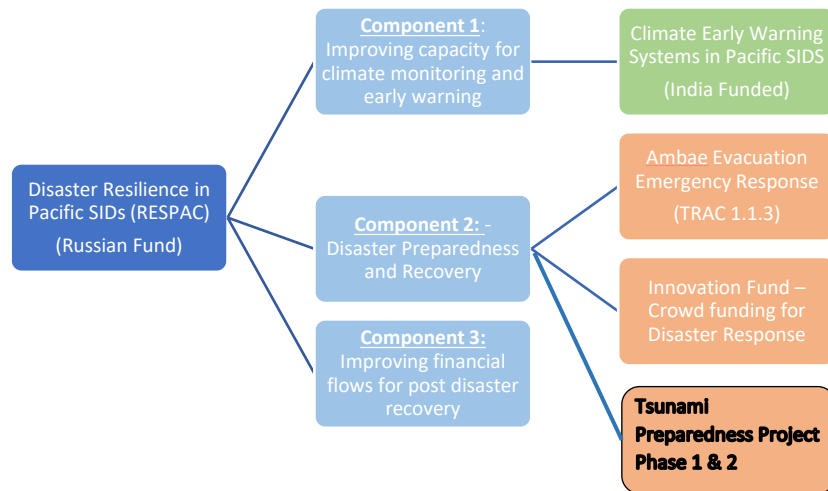 Disaster Resilience in
Pacific SIDs (RESPAC)
(Russian Fund)
Component 1:
Improving capacity for
climate monitoring and
early warning
Component 2: -
Disaster Preparedness
and Recovery
Component 3:
Improving financial
flows for post disaster
recovery
Climate Early Warning
Systems in Pacific SIDS
(India Funded)
Ambae Evacuation
Emergency Response
(TRAC 1.1.3)
Innovation Fund –
Crowd funding for
Disaster Response
Tsunami
Preparedness Project
Phase 1 & 2